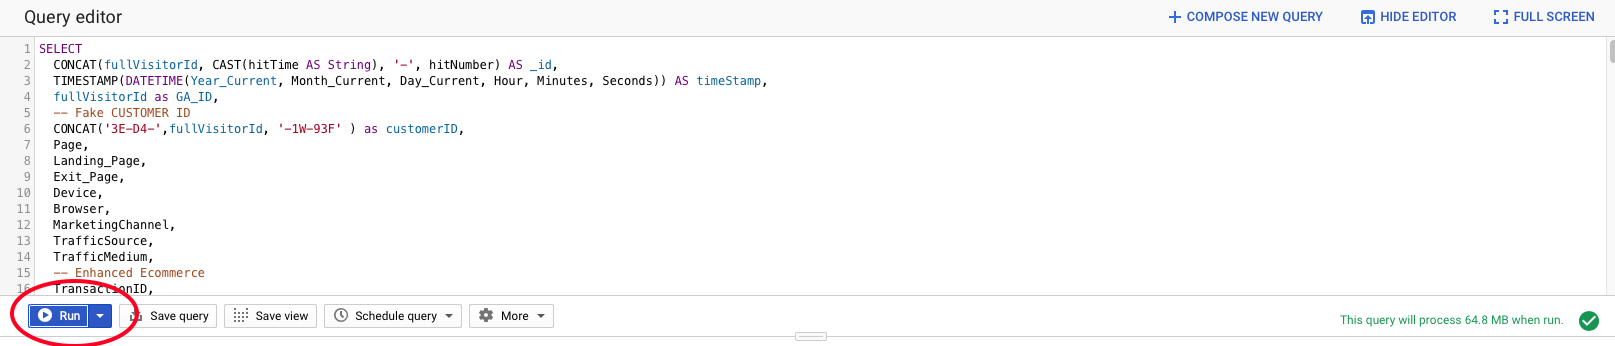 Query editor
COMPOSE NEW QUERY HIDE EDITOR FULL SCREEN
1 SELECT
2 CONCAT(fullVisitorId, CAST(hitTime AS String), '-', hitNumber) AS _id,
3 TIMESTAMP(DATETIME(Year_Current, Month_Current, Day_Current, Hour, Minutes, Seconds)) AS timeStamp,
4 fullVisitorId as GA_ID,
5 -- Fake CUSTOMER ID
6 CONCAT('3E-D4-',fullVisitorId, '-1W-93F' ) as customerID,
7 Page,
8 Landing_Page,
9 Exit_Page,
10 Device,
11 Browser,
12 MarketingChannel,
13 TrafficSource,
14 TrafficMedium,
15 -- Enhanced Ecommerce
16 TransactionID,
Run Save query Save view Schedule query More
This query will process 64.8 MB when run.